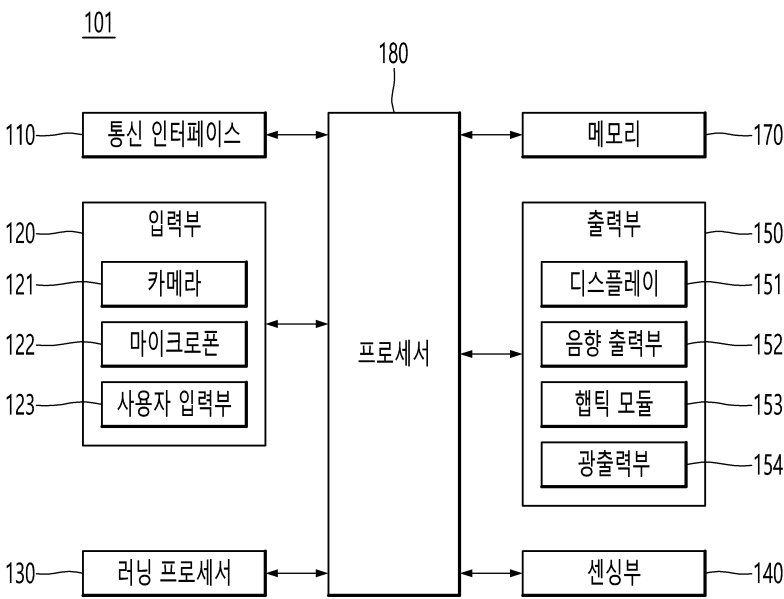 101
180
110
통신 인터페이스
메모리
170
120
입력부
출력부
150
121
카메라
디스플레이
151
122
마이크로폰
프로세서
음향 출력부
152
123
사용자 입력부
햅틱 모듈
153
광출력부
154
130
러닝 프로세서
센싱부
140